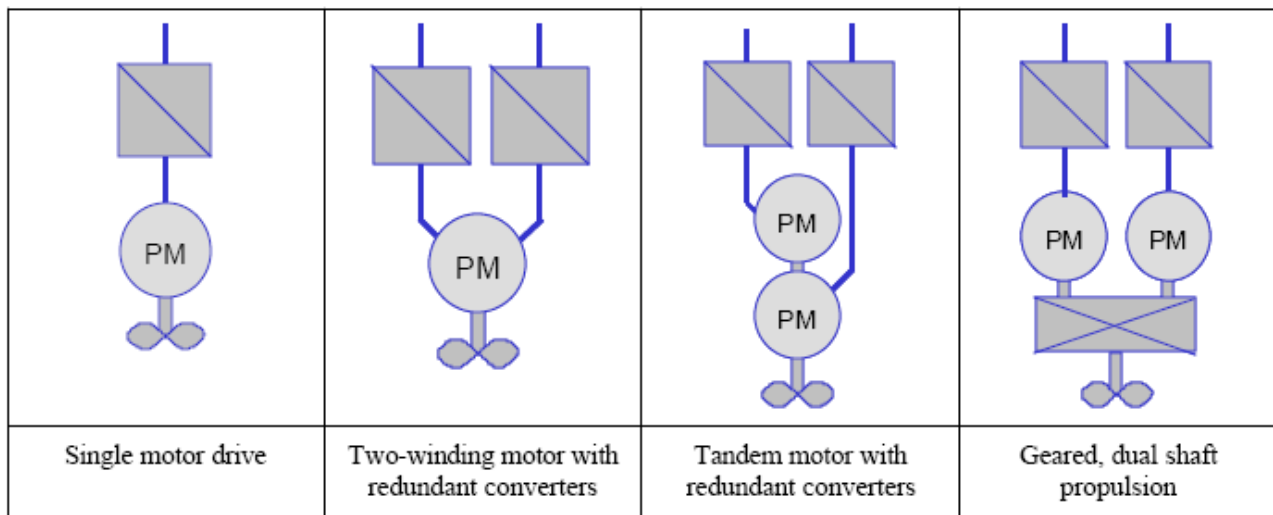 PM
PM
PM
PM
PM
PM
Single motor drive
Two-winding motor with
redundant converters
Tandem motor with
redundant converters
Geared, dual shaft
propulsion